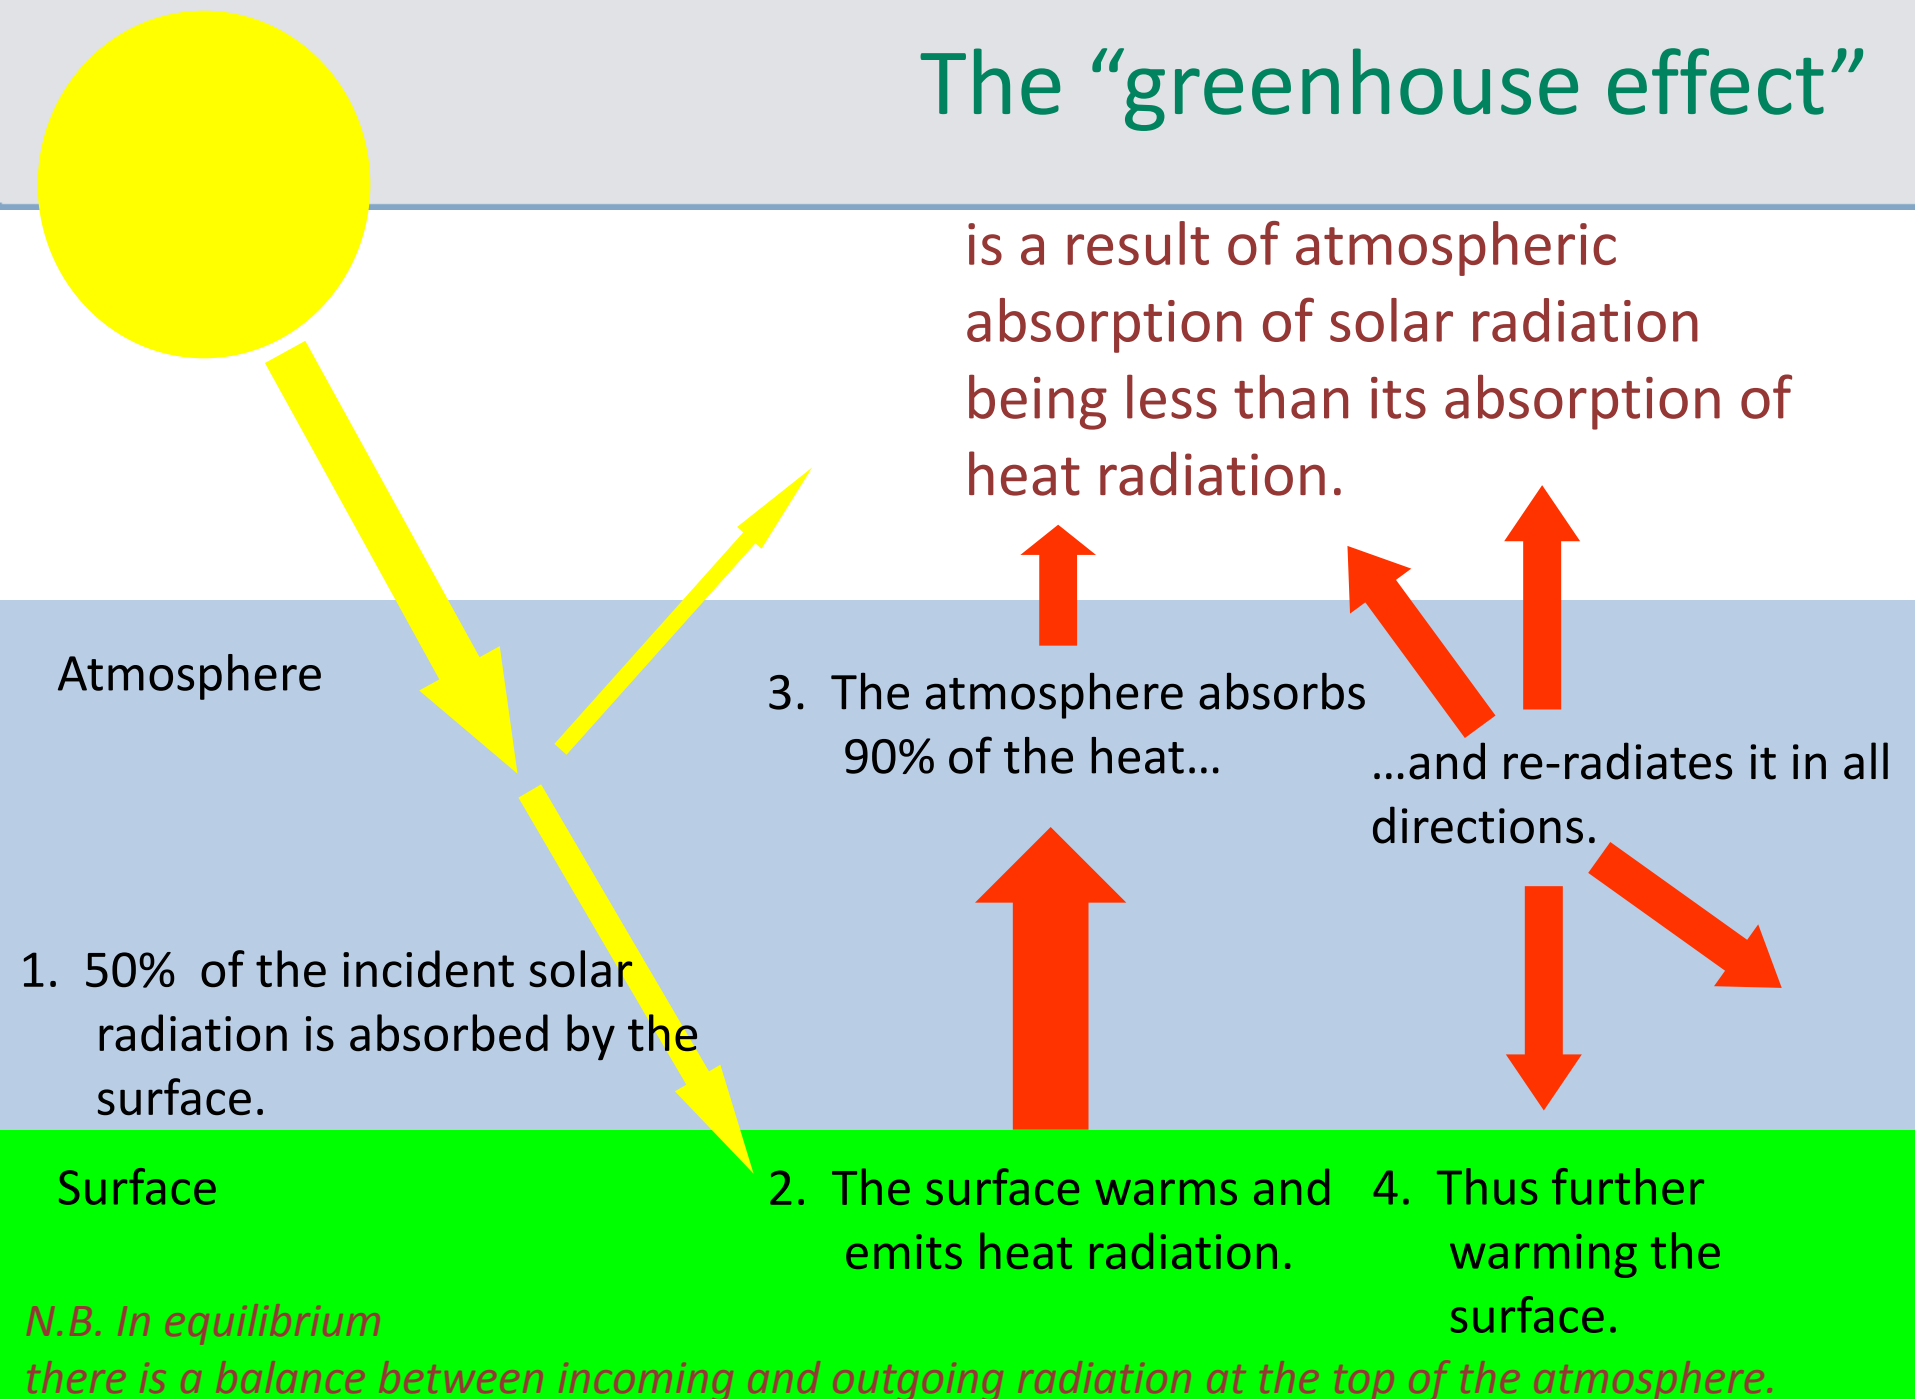 The “greenhouse effect”
is a result of atmospheric
absorption of solar radiation
being less than its absorption of
heat radiation.
Atmosphere
3. The atmosphere absorbs
90% of the heat…
…and re-radiates it in all
directions.
1. 50% of the incident solar
radiation is absorbed by the
surface.
Surface
2. The surface warms and
emits heat radiation.
4. Thus further
warming the
surface.
N.B. In equilibrium
there is a balance between incoming and outgoing radiation at the top of the atmosphere.